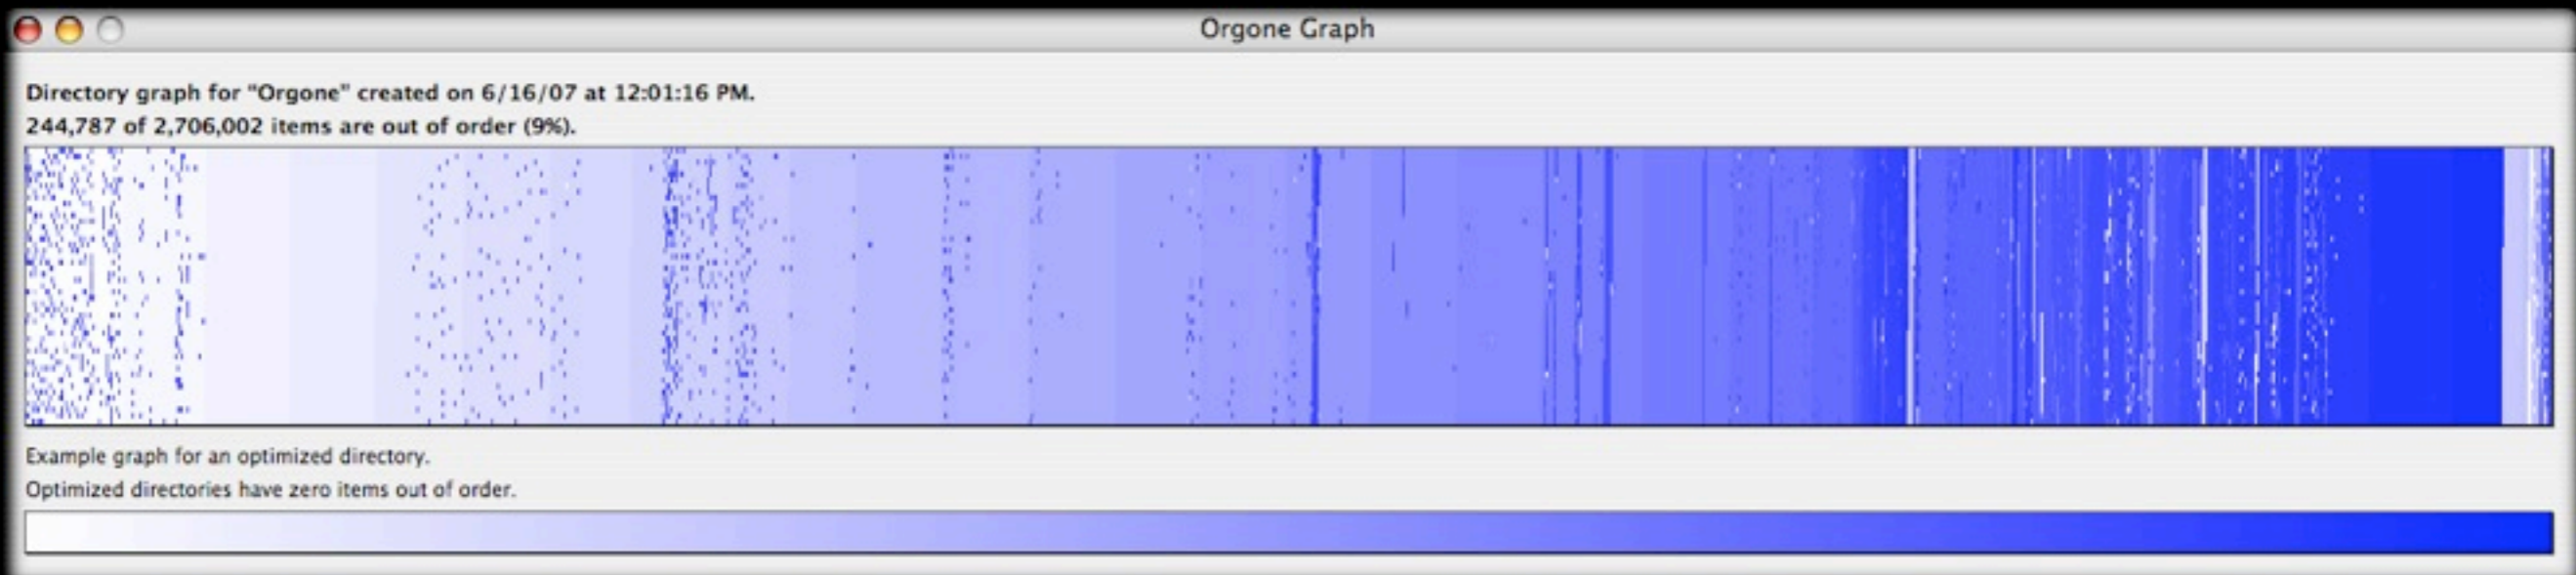 Orgone Graph
Directory graph for "Orgone" created on 6/16/07 at 12:01:16 PM.
244,787 of 2,706,002 items are out of order (9%).
Example graph for an optimized directory.
Optimized directories have zero items out of order.